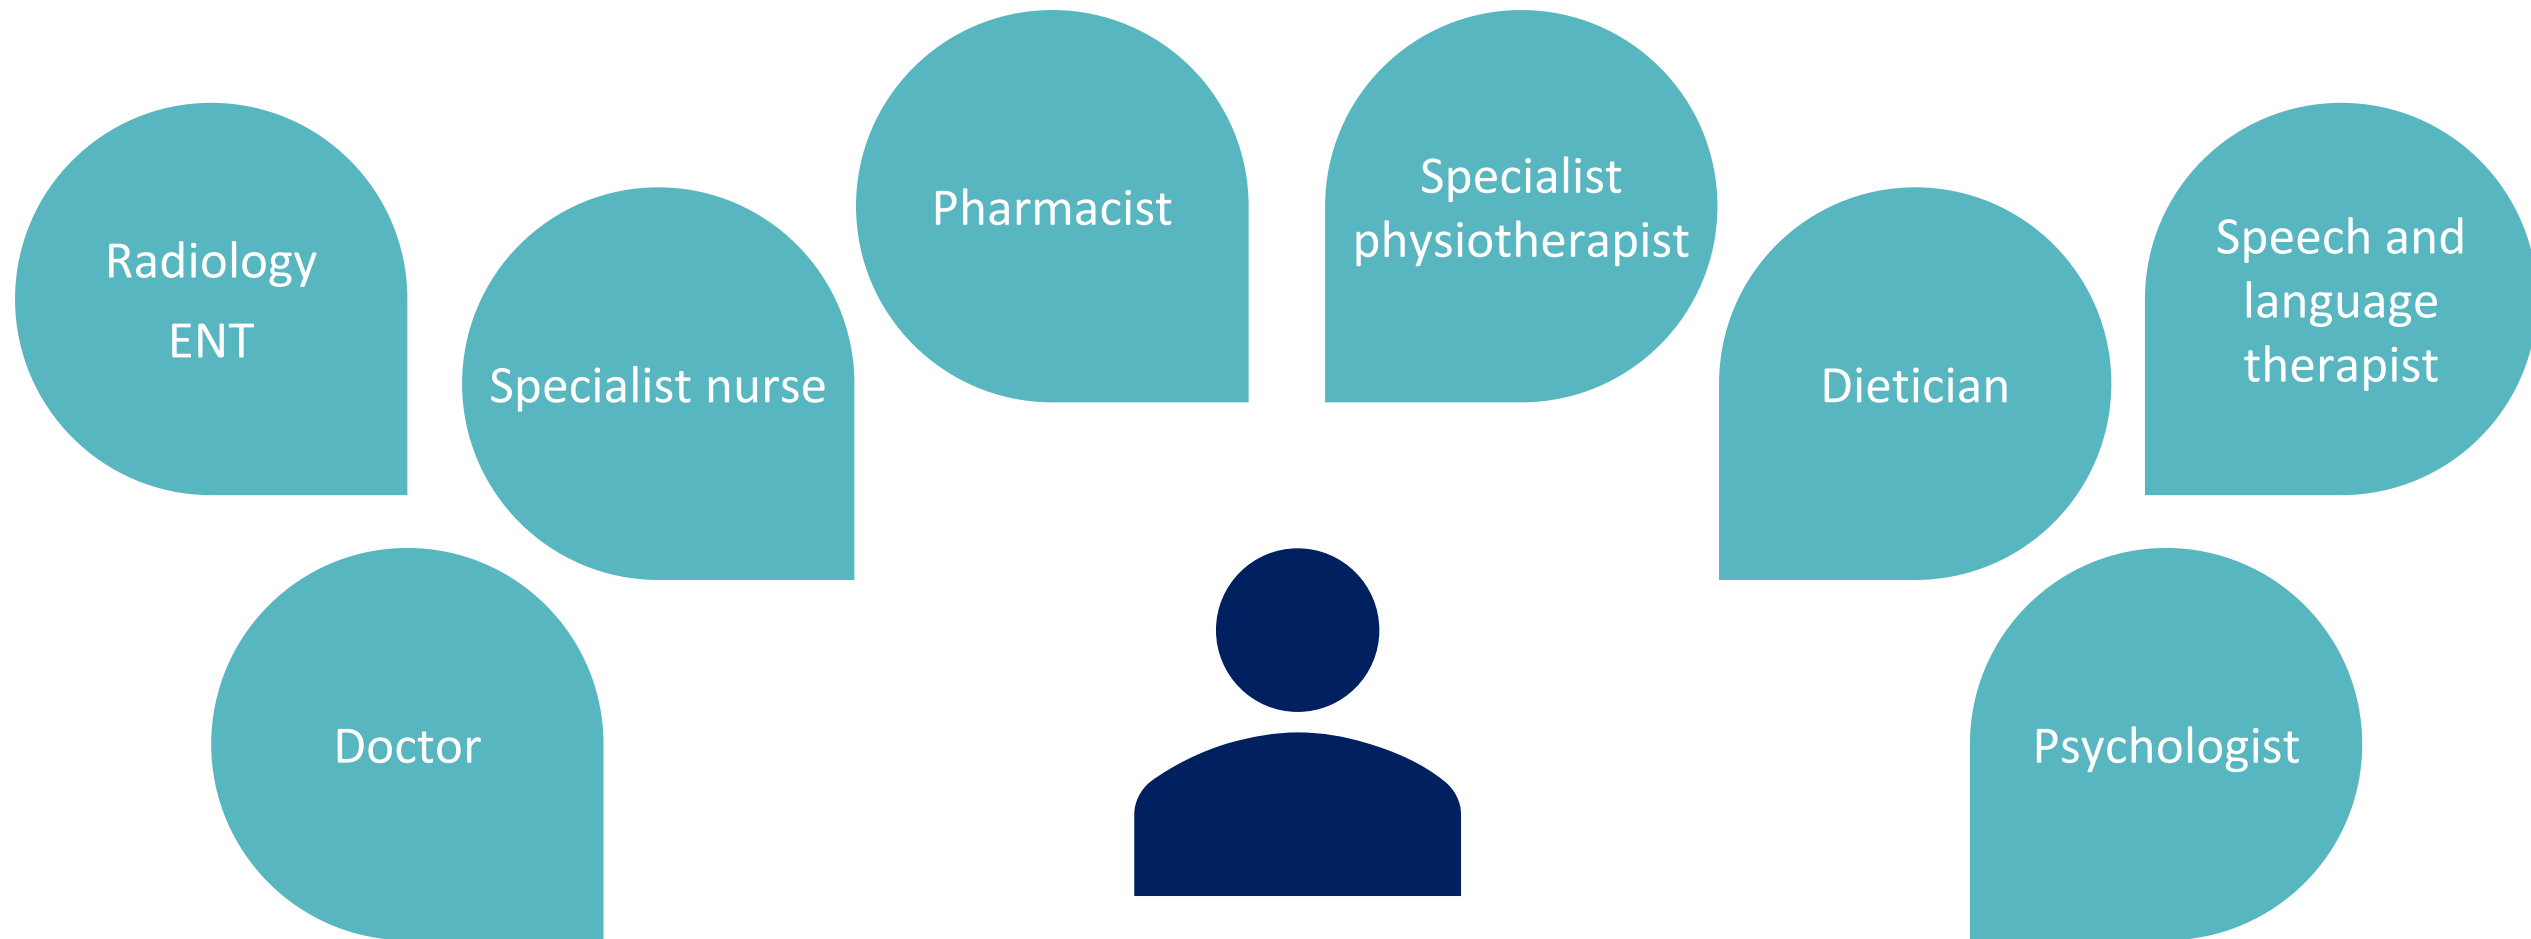 Radiology
ENT
Specialist nurse
Pharmacist
Specialist
physiotherapist
Dietician
Speech and
language
therapist
Doctor
Psychologist